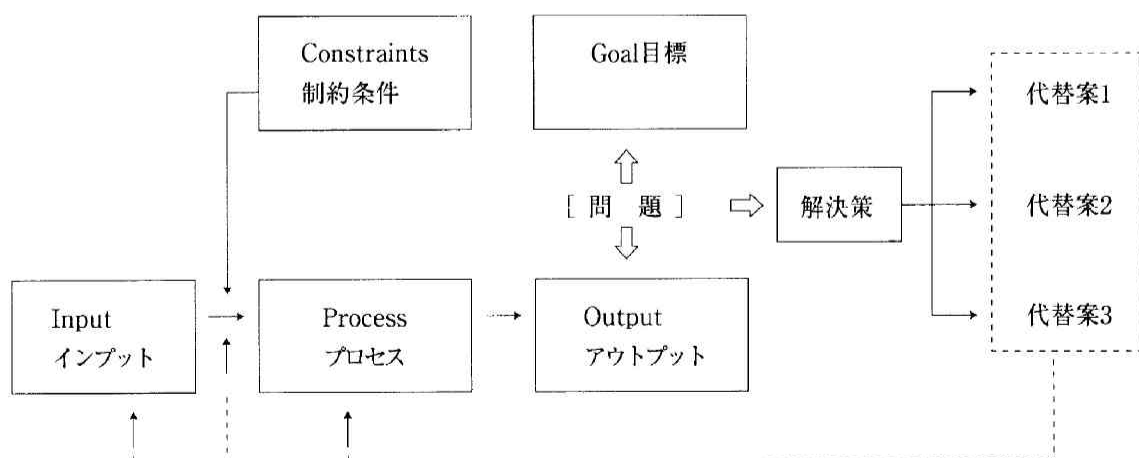 Constraints
制約条件
Goal目標
代替案1
[ 問 題 ]
解決策
代替案2
Input
インプット
Process
プロセス
Output
アウトプット
代替案3